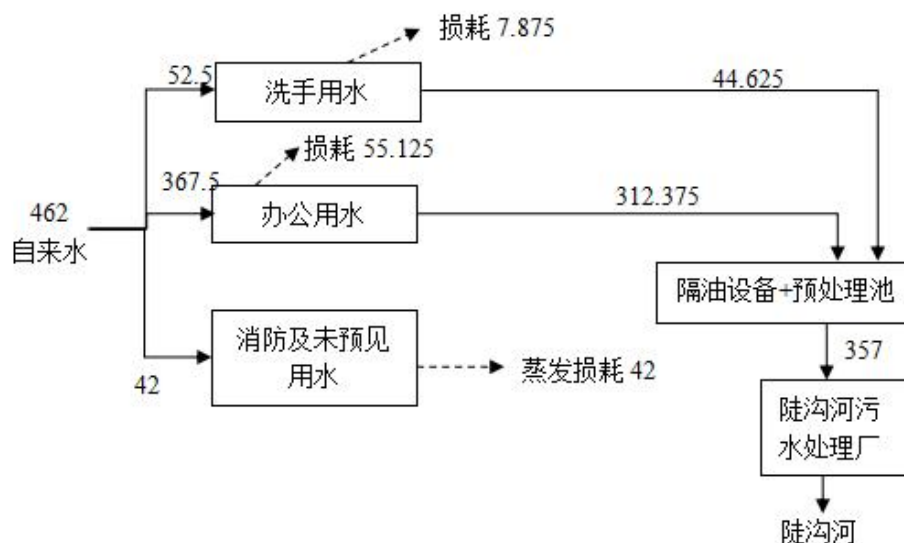 损耗 7.875
52.5
洗手用水
44.625
损耗 55.125
367.5
办公用水
312.375
462
自来水
隔油设备+预处理池
消防及未预见
用水
42
蒸发损耗 42
357
陡沟河污
水处理厂
陡沟河